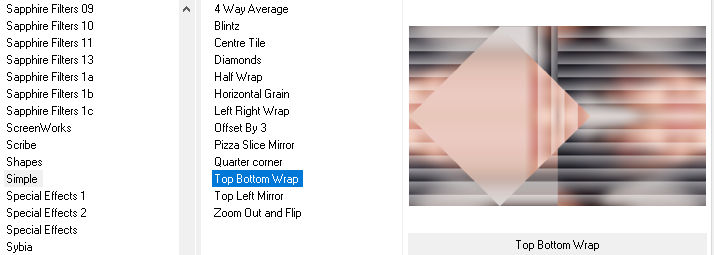 Sapphire Filters 09
Sapphire Filters 10
Sapphire Filters 11
Sapphire Filters 13
Sapphire Filters 1a
Sapphire Filters 1b
Sapphire Filters 1c
ScreenWorks
Scribe
Shapes
Simple
Special Effects 1
Special Effects 2
Special Effects
Sybia
4 Way Average
Blintz
Centre Tile
Diamonds
Half Wrap
Horizontal Grain
Left Right Wrap
Offset By 3
Pizza Slice Mirror
Quarter corner
Top Bottom Wrap
Top Left Mirror
Zoom Out and Flip
Top Bottom Wrap